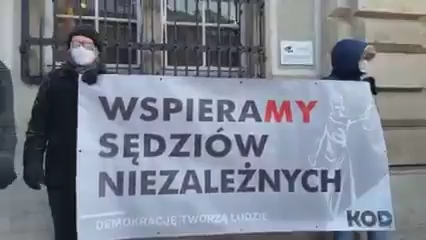 WSPIERAMY
SĘDZIÓW
NIEZALEŻNYCH
DEMOKRACJĘ TWORZĄ LUDZIE
KOD